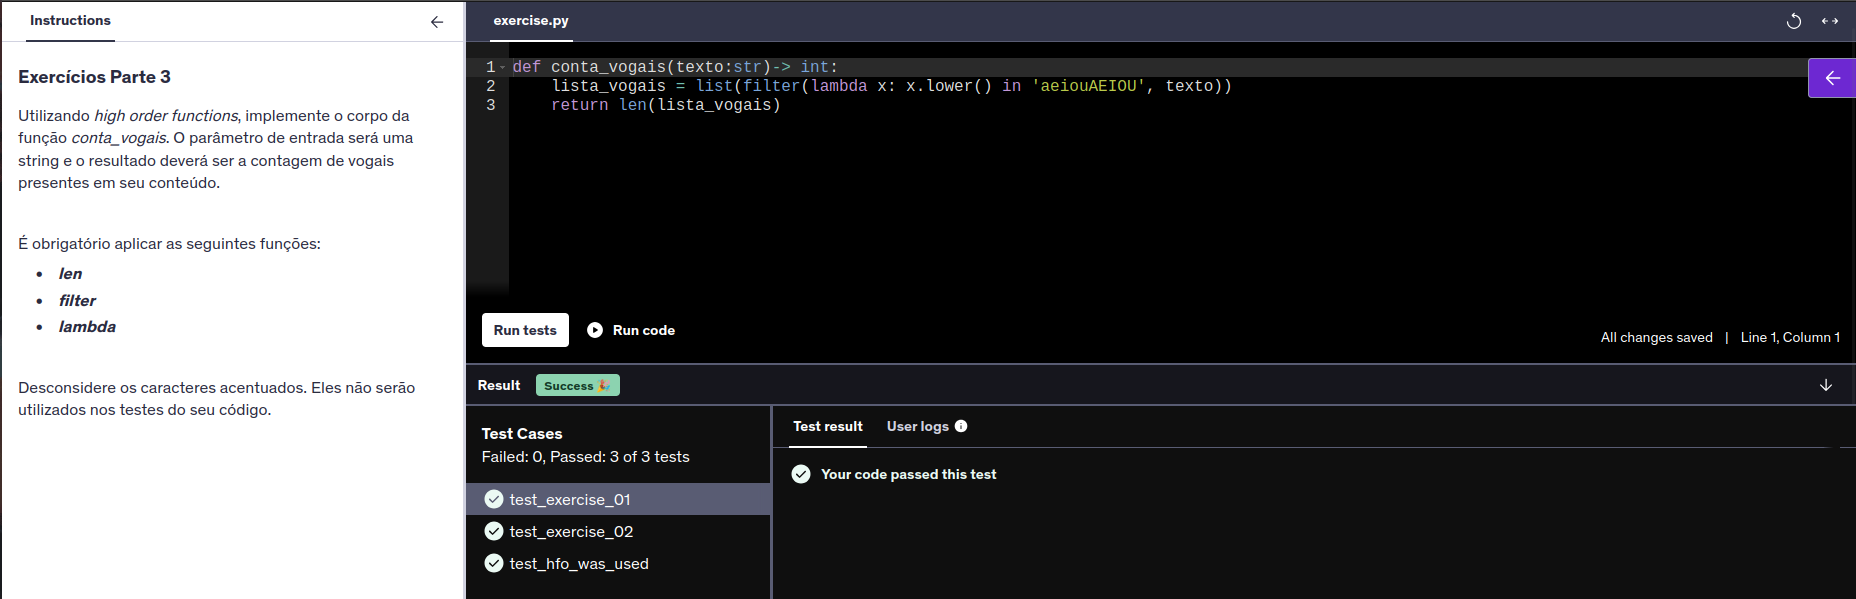 Instructions
Exercícios Parte 3
Utilizando high order functions, implemente o corpo da
função conta_vogais. O parâmetro de entrada será uma
string e o resultado deverá ser a contagem de vogais
presentes em seu conteúdo.
É obrigatório aplicar as seguintes funções:
• len
• filter
• lambda
Desconsidere os caracteres acentuados. Eles não serão
utilizados nos testes do seu código.
exercise.py
1 def conta_vogais(texto:str)-> int:
2     lista_vogais = list(filter(lambda x: x.lower() in 'aeiouAEIOU', texto))
3     return len(lista_vogais)
Run tests Run code
All changes saved | Line 1, Column 1
Result Success 🎉
Test Cases
Failed: 0, Passed: 3 of 3 tests
test_exercise_01
test_exercise_02
test_hfo_was_used
Test result User logs
Your code passed this test